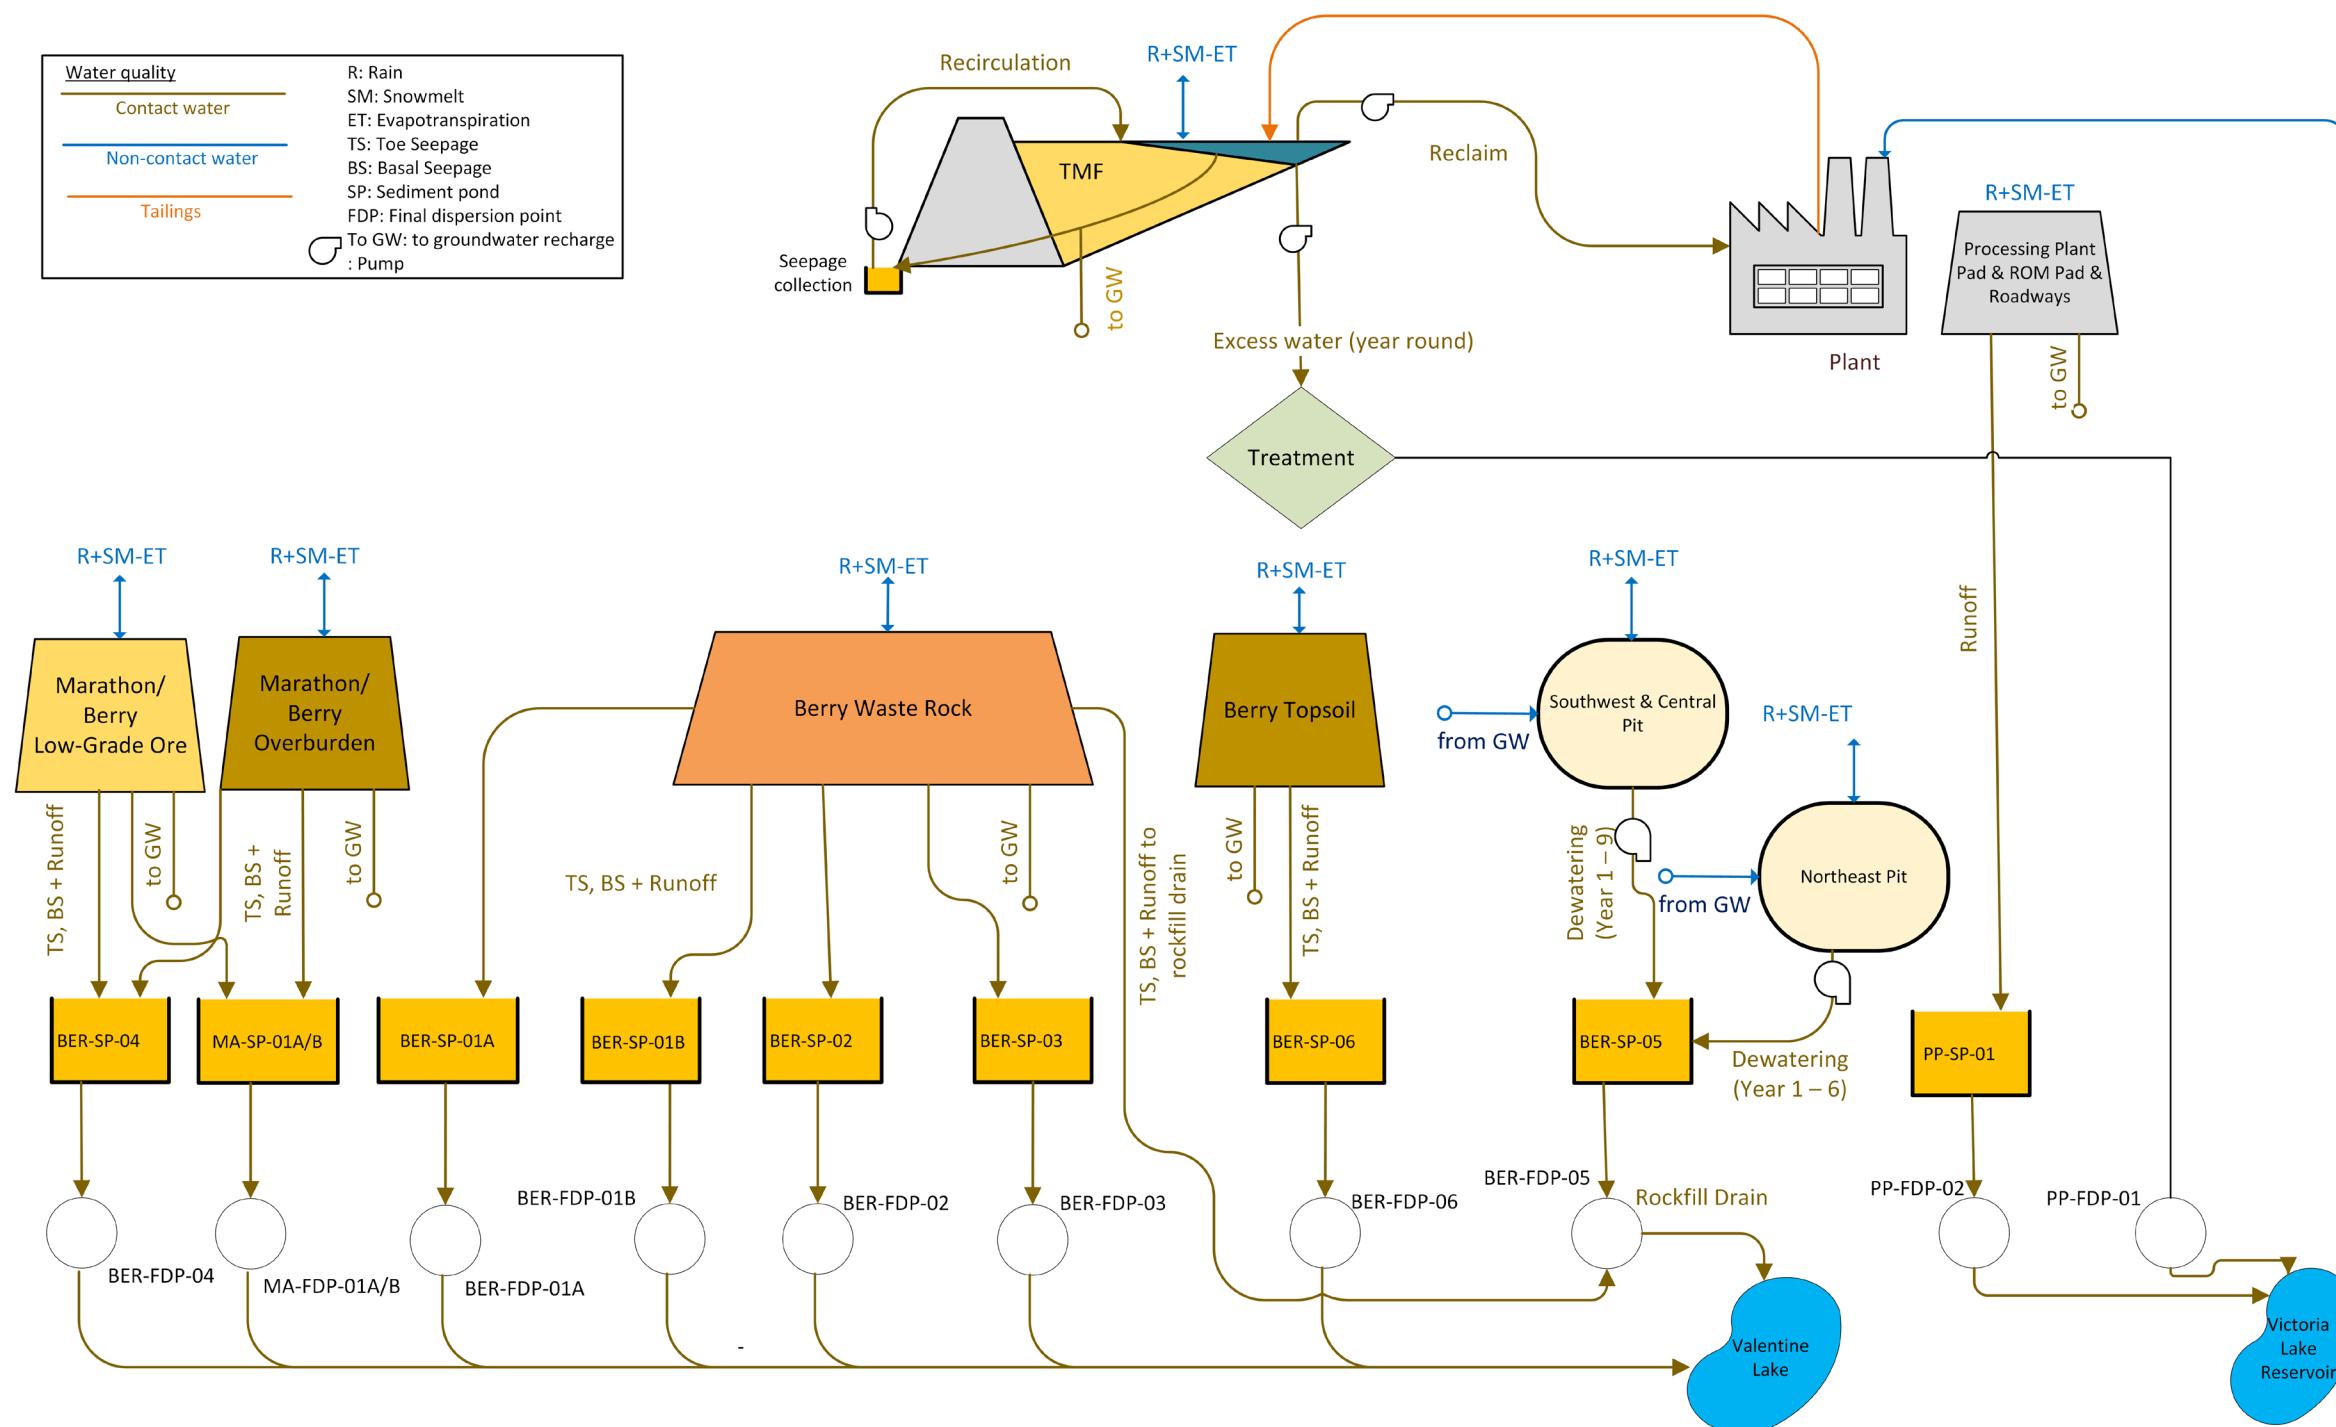 Water quality
Contact water
Non-contact water
Tailings
R: Rain
SM: Snowmelt
ET: Evapotranspiration
TS: Toe Seepage
BS: Basal Seepage
SP: Sediment pond
FDP: Final dispersion point
To GW: to groundwater recharge
: Pump
Recirculation
R+SM-ET
TMF
Reclaim
Seepage
collection
to GW
Excess water (year round)
Plant
R+SM-ET
Processing Plant
Pad & ROM Pad &
Roadways
to GW
Treatment
Runoff
R+SM-ET
R+SM-ET
R+SM-ET
R+SM-ET
R+SM-ET
R+SM-ET
Marathon/
Berry
Low-Grade Ore
Marathon/
Berry
Overburden
Berry Waste Rock
Berry Topsoil
Southwest & Central
Pit
from GW
Northeast Pit
from GW
TS, BS + Runoff
to GW
TS, BS +
Runoff
to GW
TS, BS + Runoff
to GW
TS, BS + Runoff to
rockfill drain
to GW
TS, BS + Runoff
Dewatering
(Year 1 – 9)
Dewatering
(Year 1 – 6)
BER-SP-04
MA-SP-01A/B
BER-SP-01A
BER-SP-01B
BER-SP-02
BER-SP-03
BER-SP-06
BER-SP-05
PP-SP-01
BER-FDP-04
MA-FDP-01A/B
BER-FDP-01A
BER-FDP-01B
BER-FDP-02
BER-FDP-03
BER-FDP-06
BER-FDP-05
Rockfill Drain
PP-FDP-02
PP-FDP-01
-
Valentine
Lake
Victoria
Lake
Reservoir